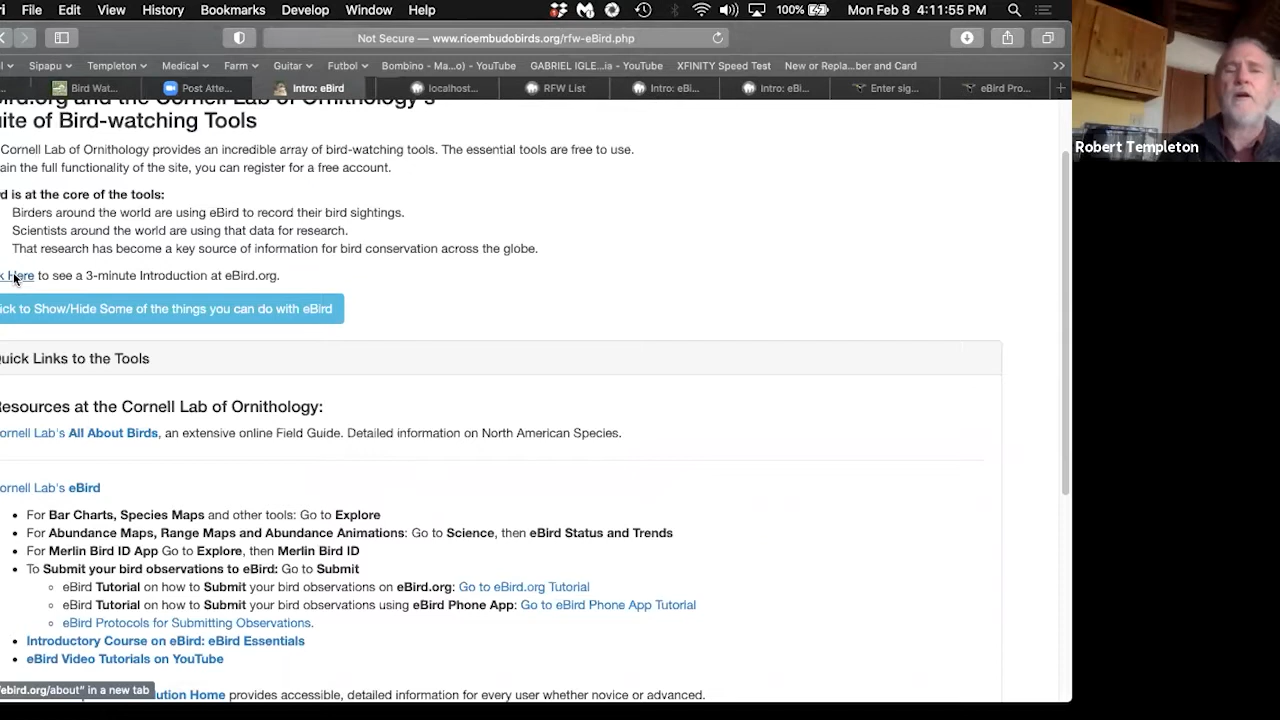 File Edit View History Bookmarks Develop Window Help 100% Mon Feb 8 4:11:55 PM
Not Secure — www.rioembudobirds.org/rfw-eBird.php
Sipapu Templeton Medical Farm Guitar Futbol Bombino - Ma...o) – YouTube GABRIEL IGLE...ia - YouTube XFINITY Speed Test New or Repla...ber and Card
Bird Wat... Post Atte... Intro: eBird localhost... RFW List Intro: eBi... Intro: eBi... Enter sig... eBird Pro...
and the Cornell Lab of Ornithology's
uite of Bird-watching Tools
Cornell Lab of Ornithology provides an incredible array of bird-watching tools. The essential tools are free to use.
ain the full functionality of the site, you can register for a free account.
rd is at the core of the tools:
Birders around the world are using eBird to record their bird sightings.
Scientists around the world are using that data for research.
That research has become a key source of information for bird conservation across the globe.
k Here to see a 3-minute Introduction at eBird.org.
ick to Show/Hide Some of the things you can do with eBird
uick Links to the Tools
esources at the Cornell Lab of Ornithology:
ornell Lab's All About Birds, an extensive online Field Guide. Detailed information on North American Species.
ornell Lab's eBird
• For Bar Charts, Species Maps and other tools: Go to Explore
• For Abundance Maps, Range Maps and Abundance Animations: Go to Science, then eBird Status and Trends
• For Merlin Bird ID App Go to Explore, then Merlin Bird ID
• To Submit your bird observations to eBird: Go to Submit
◦ eBird Tutorial on how to Submit your bird observations on eBird.org: Go to eBird.org Tutorial
◦ eBird Tutorial on how to Submit your bird observations using eBird Phone App: Go to eBird Phone App Tutorial
◦ eBird Protocols for Submitting Observations.
• Introductory Course on eBird: eBird Essentials
• eBird Video Tutorials on YouTube
ebird.org/about" in a new tab
ution Home provides accessible, detailed information for every user whether novice or advanced.
Robert Templeton